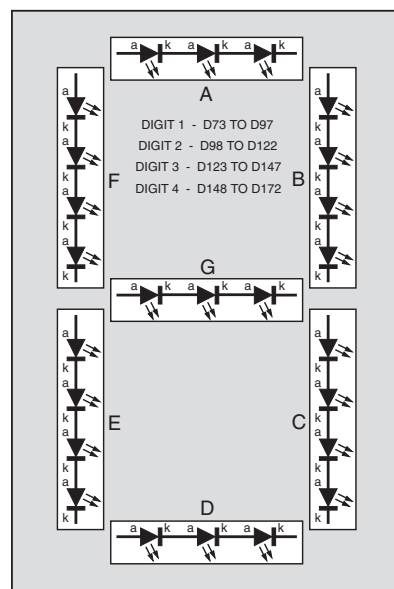 a k a k
A
a k a k a k a k
F
DIGIT 1 - D73 TO D97
DIGIT 2 - D98 TO D122
DIGIT 3 - D123 TO D147
DIGIT 4 - D148 TO D172
B
a k a k a k a k
G
a k a k
a k a k a k a k
E
C
a k a k a k a k
D
a k a k